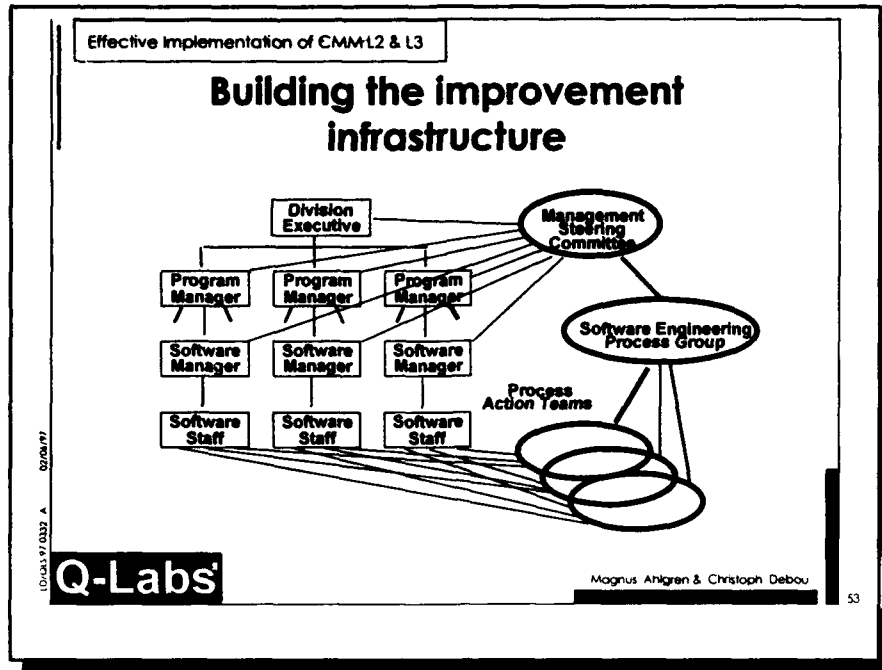 Effective Implementation of CMM-L2 & L3
Building the improvement
infrastructure
Division
Executive
Management
Steering
Committee
Program
Manager
Program
Manager
Program
Manager
Software Engineering
Process Group
Software
Manager
Software
Manager
Software
Manager
Process
Action Teams
Software
Staff
Software
Staff
Software
Staff
02/06/97
A
97 0332
Q-Labs
Magnus Ahlgren & Christoph Debou
53